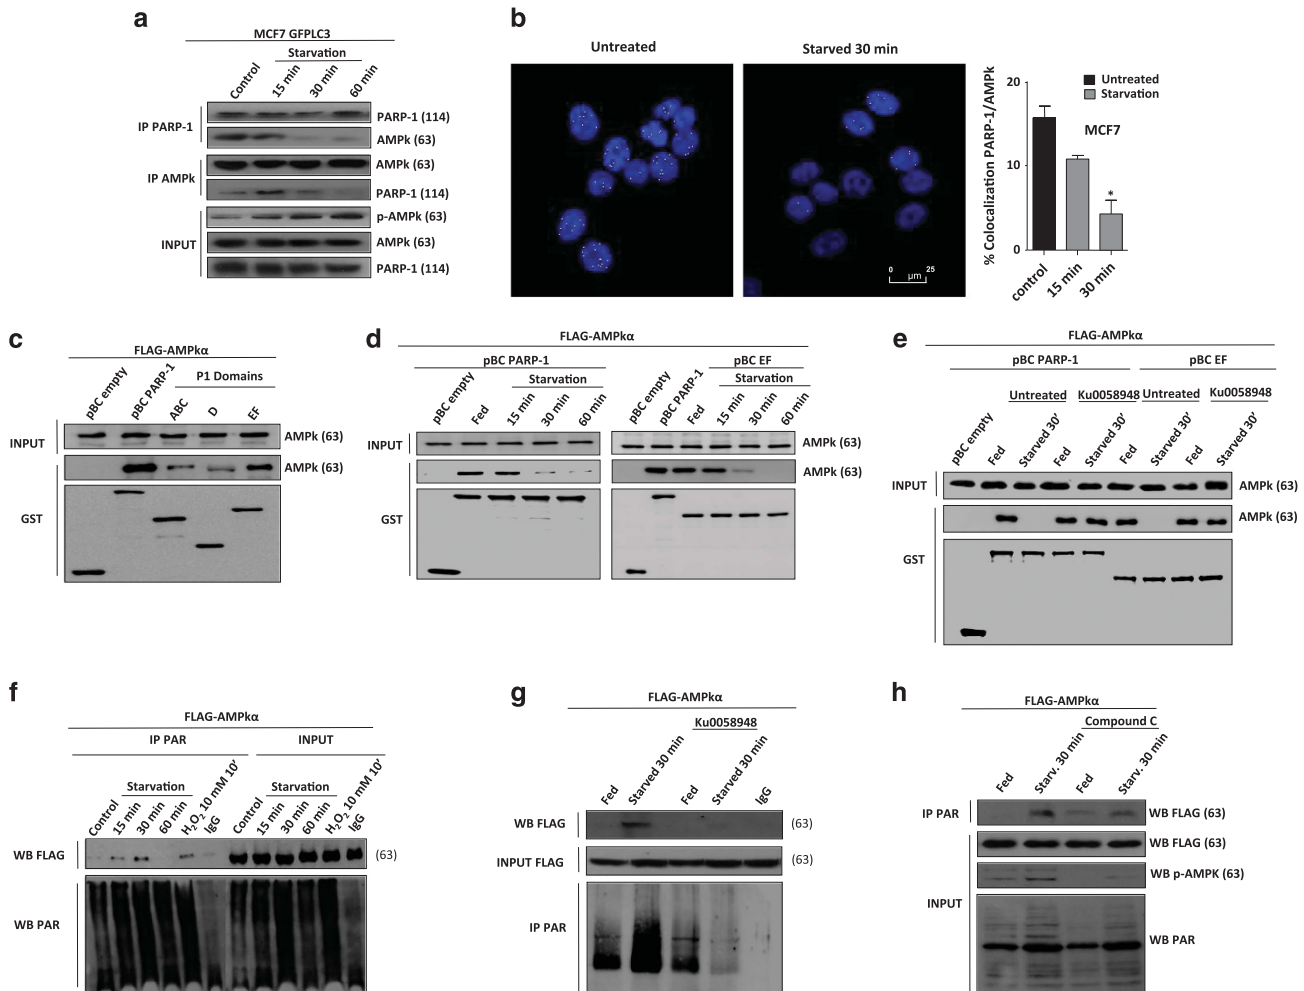 a
MCF7 GFPLC3
Starvation
Control
15 min
30 min
60 min
IP PARP-1
PARP-1 (114)
AMPk (63)
IP AMPk
AMPk (63)
PARP-1 (114)
INPUT
p-AMPk (63)
AMPk (63)
PARP-1 (114)
b
Untreated
Starved 30 min
0 25
µm
% Colocalization PARP-1/AMPk
20
10
0
Untreated
Starvation
MCF7
*
control
15 min
30 min
c
FLAG-AMPkα
pBC empty
pBC PARP-1
P1 Domains
ABC
D
EF
INPUT
AMPk (63)
AMPk (63)
GST
d
FLAG-AMPkα
pBC PARP-1
pBC EF
Starvation
Starvation
pBC empty
Fed
15 min
30 min
60 min
pBC empty
pBC PARP-1
Fed
15 min
30 min
60 min
INPUT
AMPk (63)
AMPk (63)
GST
e
FLAG-AMPkα
pBC PARP-1
pBC EF
Untreated
Ku0058948
Untreated
Ku0058948
pBC empty
Fed
Starved 30'
Fed
Starved 30'
Fed
Starved 30'
Fed
Starved 30'
INPUT
AMPk (63)
AMPk (63)
GST
f
FLAG-AMPkα
IP PAR
INPUT
Starvation
Starvation
Control
15 min
30 min
60 min
H₂O₂ 10 mM 10'
IgG
Control
15 min
30 min
60 min
H₂O₂ 10 mM 10'
IgG
WB FLAG
(63)
WB PAR
g
FLAG-AMPkα
Ku0058948
Fed
Starved 30 min
Fed
Starved 30 min
IgG
WB FLAG
(63)
INPUT FLAG
(63)
IP PAR
h
FLAG-AMPkα
Compound C
Fed
Starv. 30 min
Fed
Starv. 30 min
IP PAR
WB FLAG (63)
WB FLAG (63)
WB p-AMPK (63)
INPUT
WB PAR